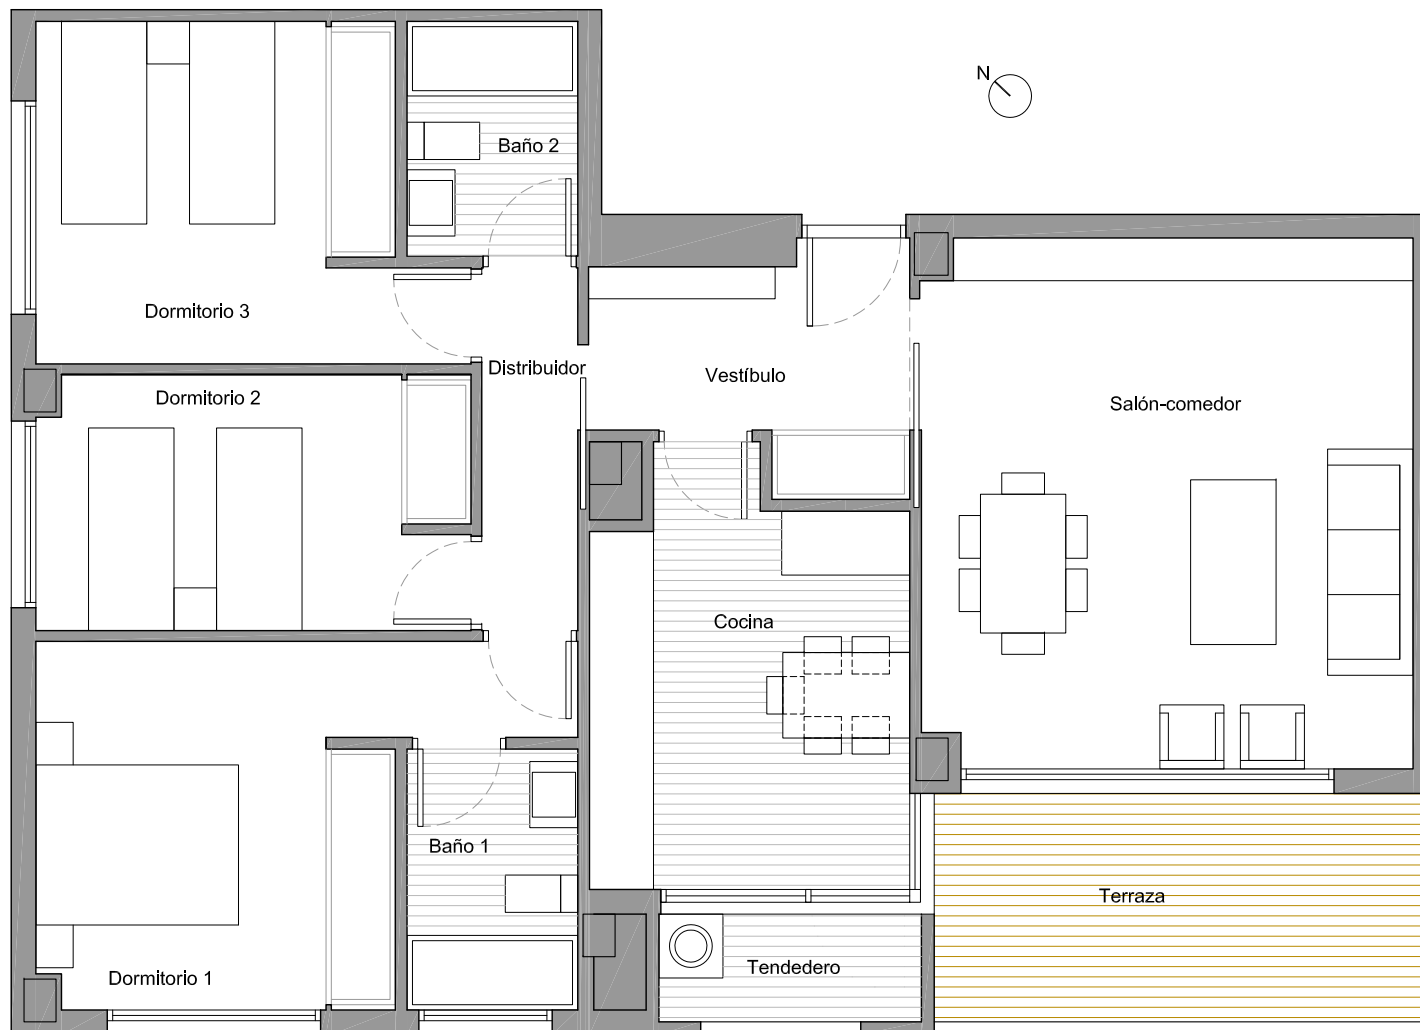 N
Baño 2
Dormitorio 3
Distribuidor
Vestíbulo
Dormitorio 2
Salón-comedor
Cocina
Baño 1
Terraza
Tendedero
Dormitorio 1